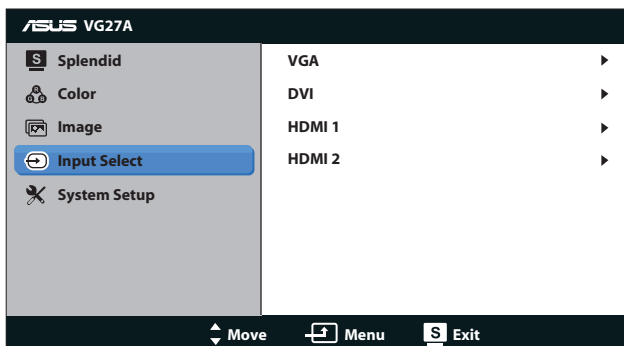 ASUS VG27A
S Splendid
Color
Image
Input Select
System Setup
VGA
DVI
HDMI 1
HDMI 2
Move Menu S Exit